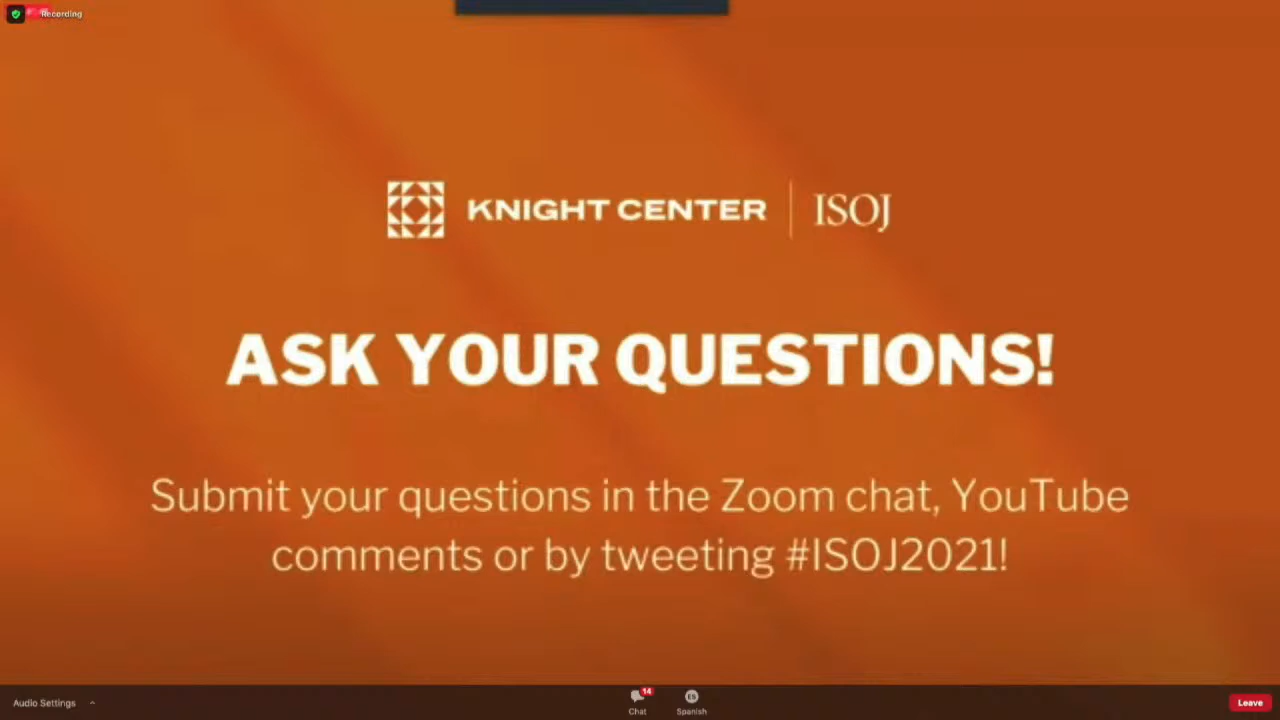 Recording
KNIGHT CENTER | ISOJ
ASK YOUR QUESTIONS!
Submit your questions in the Zoom chat, YouTube
comments or by tweeting #ISOJ2021!
14
ES
Audio Settings
Chat
Spanish
Leave